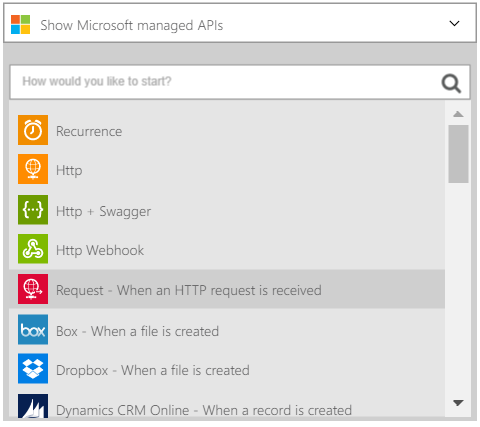 Show Microsoft managed APIs
How would you like to start?
Recurrence
Http
Http + Swagger
Http Webhook
Request - When an HTTP request is received
box
Box - When a file is created
Dropbox - When a file is created
Dynamics CRM Online - When a record is created